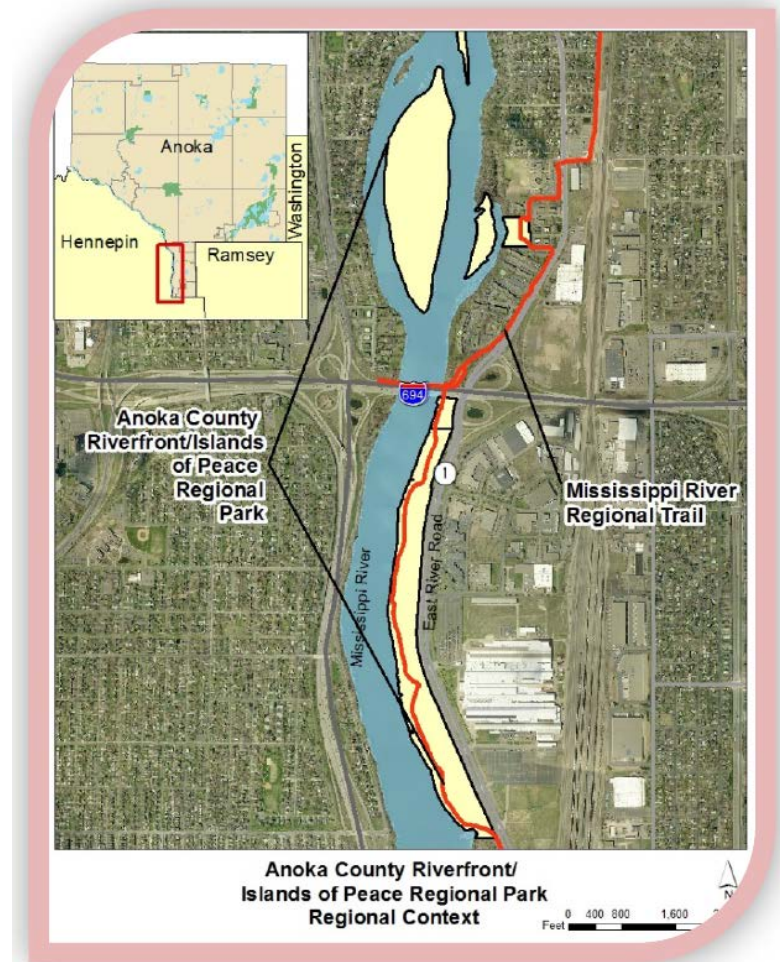 Anoka
Washington
Hennepin
Ramsey
694
Anoka County
Riverfront/Islands
of Peace
Regional
Park
1
Mississippi River
Regional Trail
Mississippi River
East River Road
Anoka County Riverfront/
Islands of Peace Regional Park
Regional Context
N
Feet
0 400 800 1,600